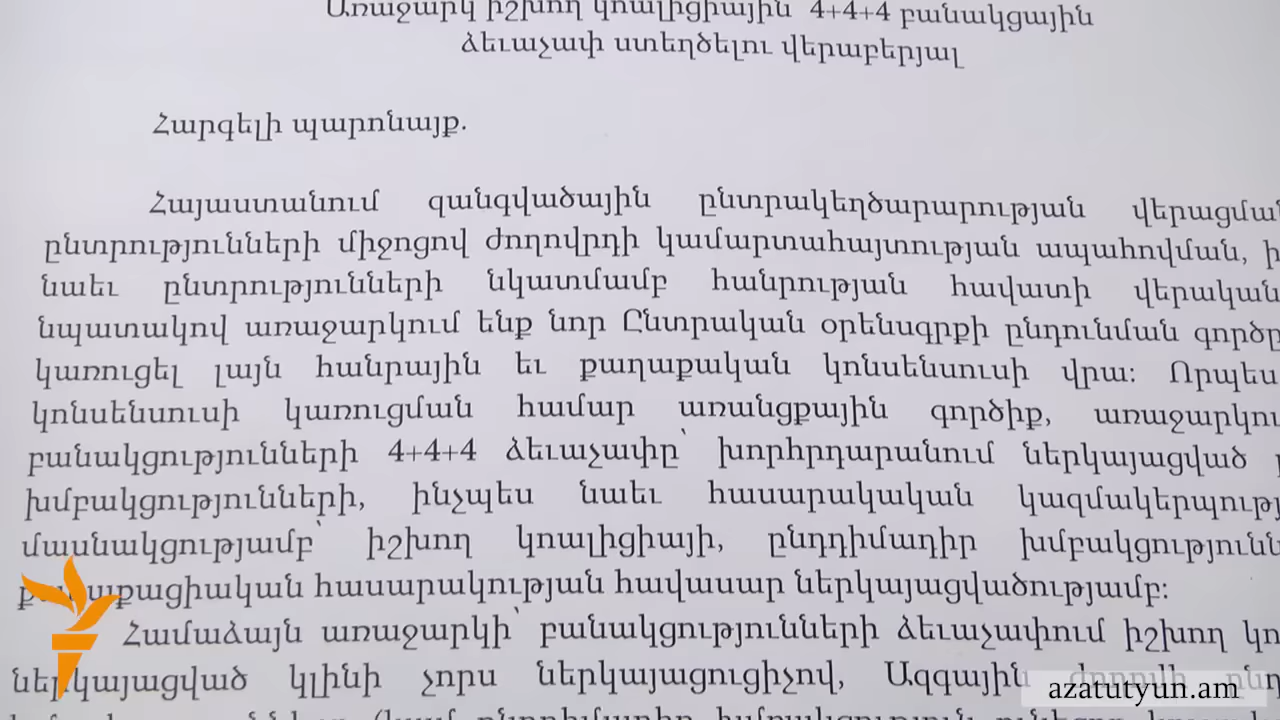 Առաջարկ իշխող կոալիցիային 4+4+4 բանակցային
ձեւաչափ ստեղծելու վերաբերյալ
Հարգելի պարոնայք.
Հայաստանում զանգվածային ընտրակեղծարարության
ընտրությունների միջոցով ժողովրդի կամարտահայտության ապահովման,
նաեւ ընտրությունների նկատմամբ հանրության հավատի
նպատակով առաջարկում ենք նոր Ընտրական օրենսգրքի ընդունման
կառուցել լայն հանրային եւ քաղաքական կոնսենսուսի վրա: Որպես
կոնսենսուսի կառուցման համար առանցքային գործիք,
բանակցությունների 4+4+4 ձեւաչափը՝ խորհրդարանում ներկայացված
խմբակցությունների, ինչպես նաեւ հասարակական
մասնակցությամբ՝ իշխող կոալիցիայի, ընդդիմադիր
հասարակության հավասար ներկայացվածությամբ:
Համաձայն առաջարկի՝ բանակցությունների ձեւաչափում իշխող
ներկայացված կլինի չորս ներկայացուցիչով, Ազգային
azatutyun.am